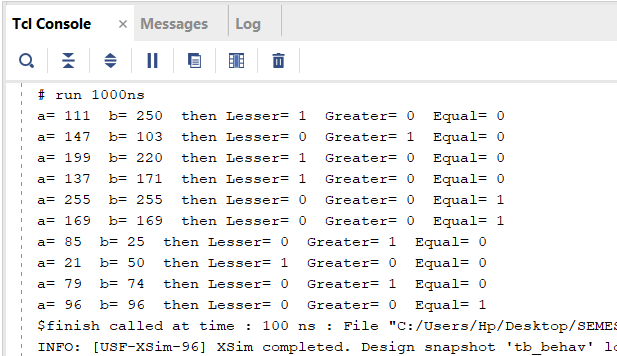 Tcl Console × Messages Log
# run 1000ns
a= 111 b= 250 then Lesser= 1 Greater= 0 Equal= 0
a= 147 b= 103 then Lesser= 0 Greater= 1 Equal= 0
a= 199 b= 220 then Lesser= 1 Greater= 0 Equal= 0
a= 137 b= 171 then Lesser= 1 Greater= 0 Equal= 0
a= 255 b= 255 then Lesser= 0 Greater= 0 Equal= 1
a= 169 b= 169 then Lesser= 0 Greater= 0 Equal= 1
a= 85 b= 25 then Lesser= 0 Greater= 1 Equal= 0
a= 21 b= 50 then Lesser= 1 Greater= 0 Equal= 0
a= 79 b= 74 then Lesser= 0 Greater= 1 Equal= 0
a= 96 b= 96 then Lesser= 0 Greater= 0 Equal= 1
$finish called at time : 100 ns : File "C:/Users/Hp/Desktop/SEMES
INFO: [USF-XSim-96] XSim completed. Design snapshot 'tb_behav' lo